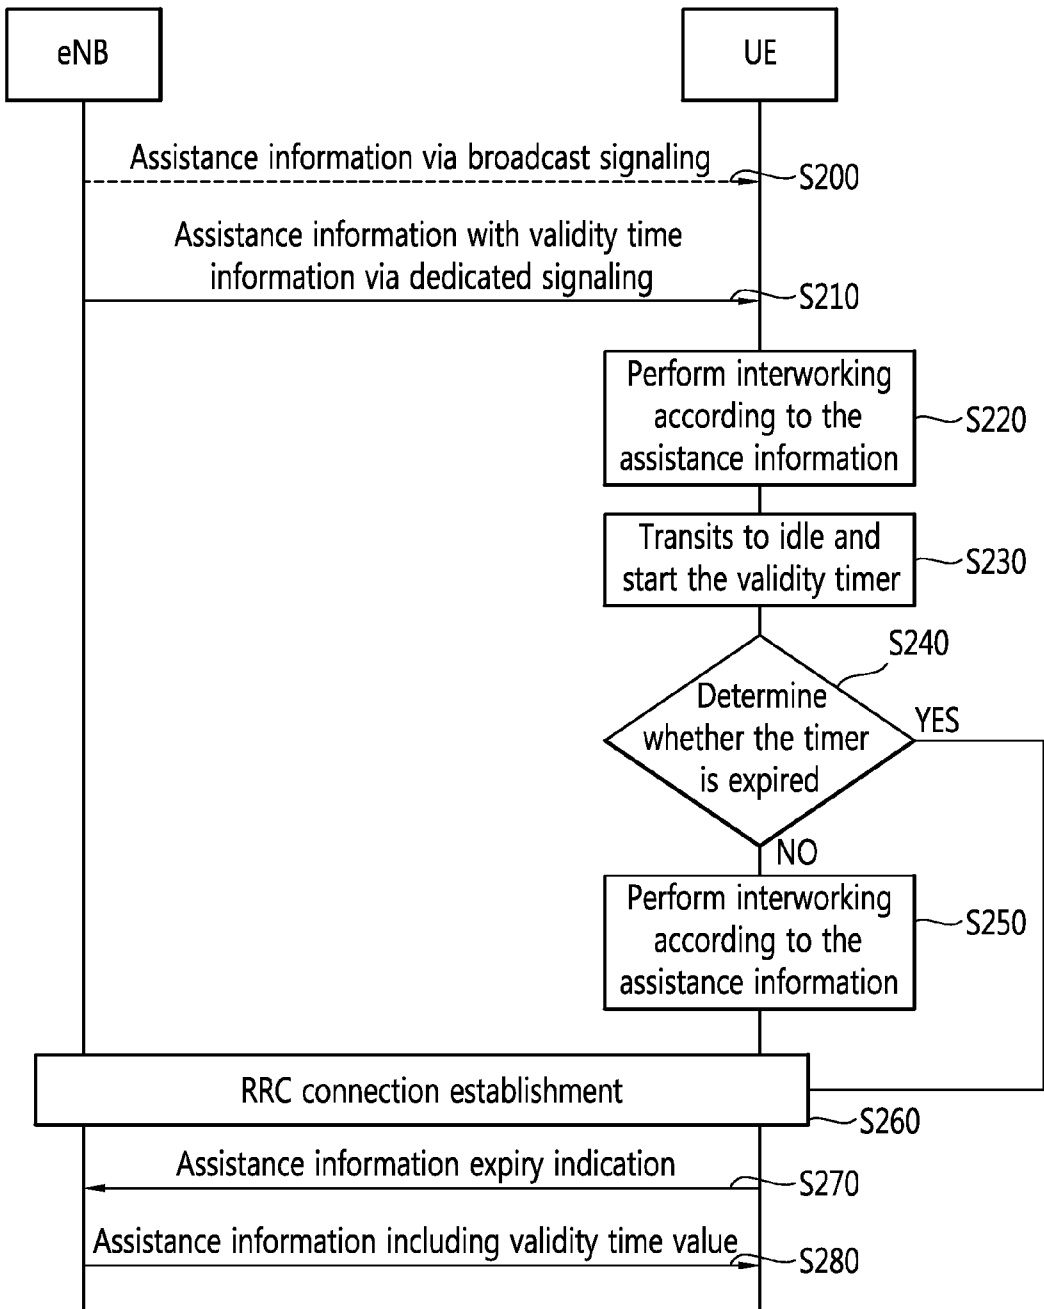 eNB
UE
Assistance information via broadcast signaling
S200
Assistance information with validity time
information via dedicated signaling
S210
Perform interworking
according to the
assistance information
S220
Transits to idle and
start the validity timer
S230
S240
Determine
whether the timer
is expired
YES
NO
Perform interworking
according to the
assistance information
S250
RRC connection establishment
S260
Assistance information expiry indication
S270
Assistance information including validity time value
S280